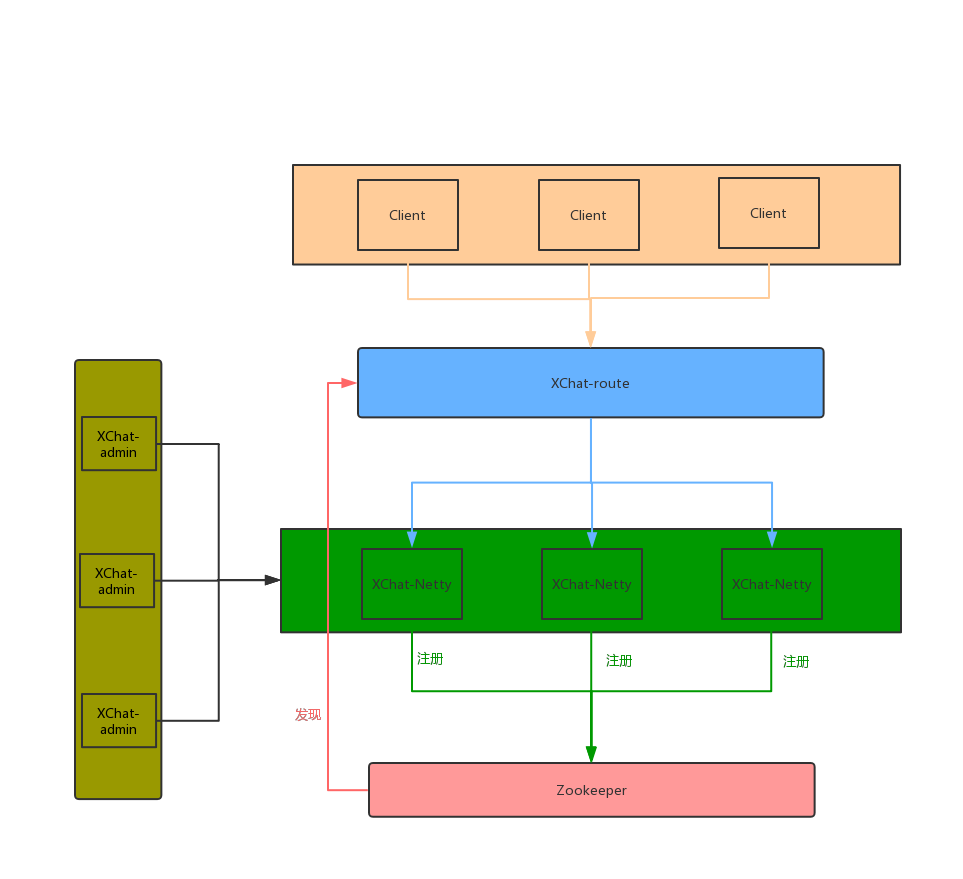 Client
Client
Client
XChat-route
XChat-
admin
XChat-
admin
XChat-
admin
XChat-Netty
XChat-Netty
XChat-Netty
注册
注册
注册
发现
Zookeeper